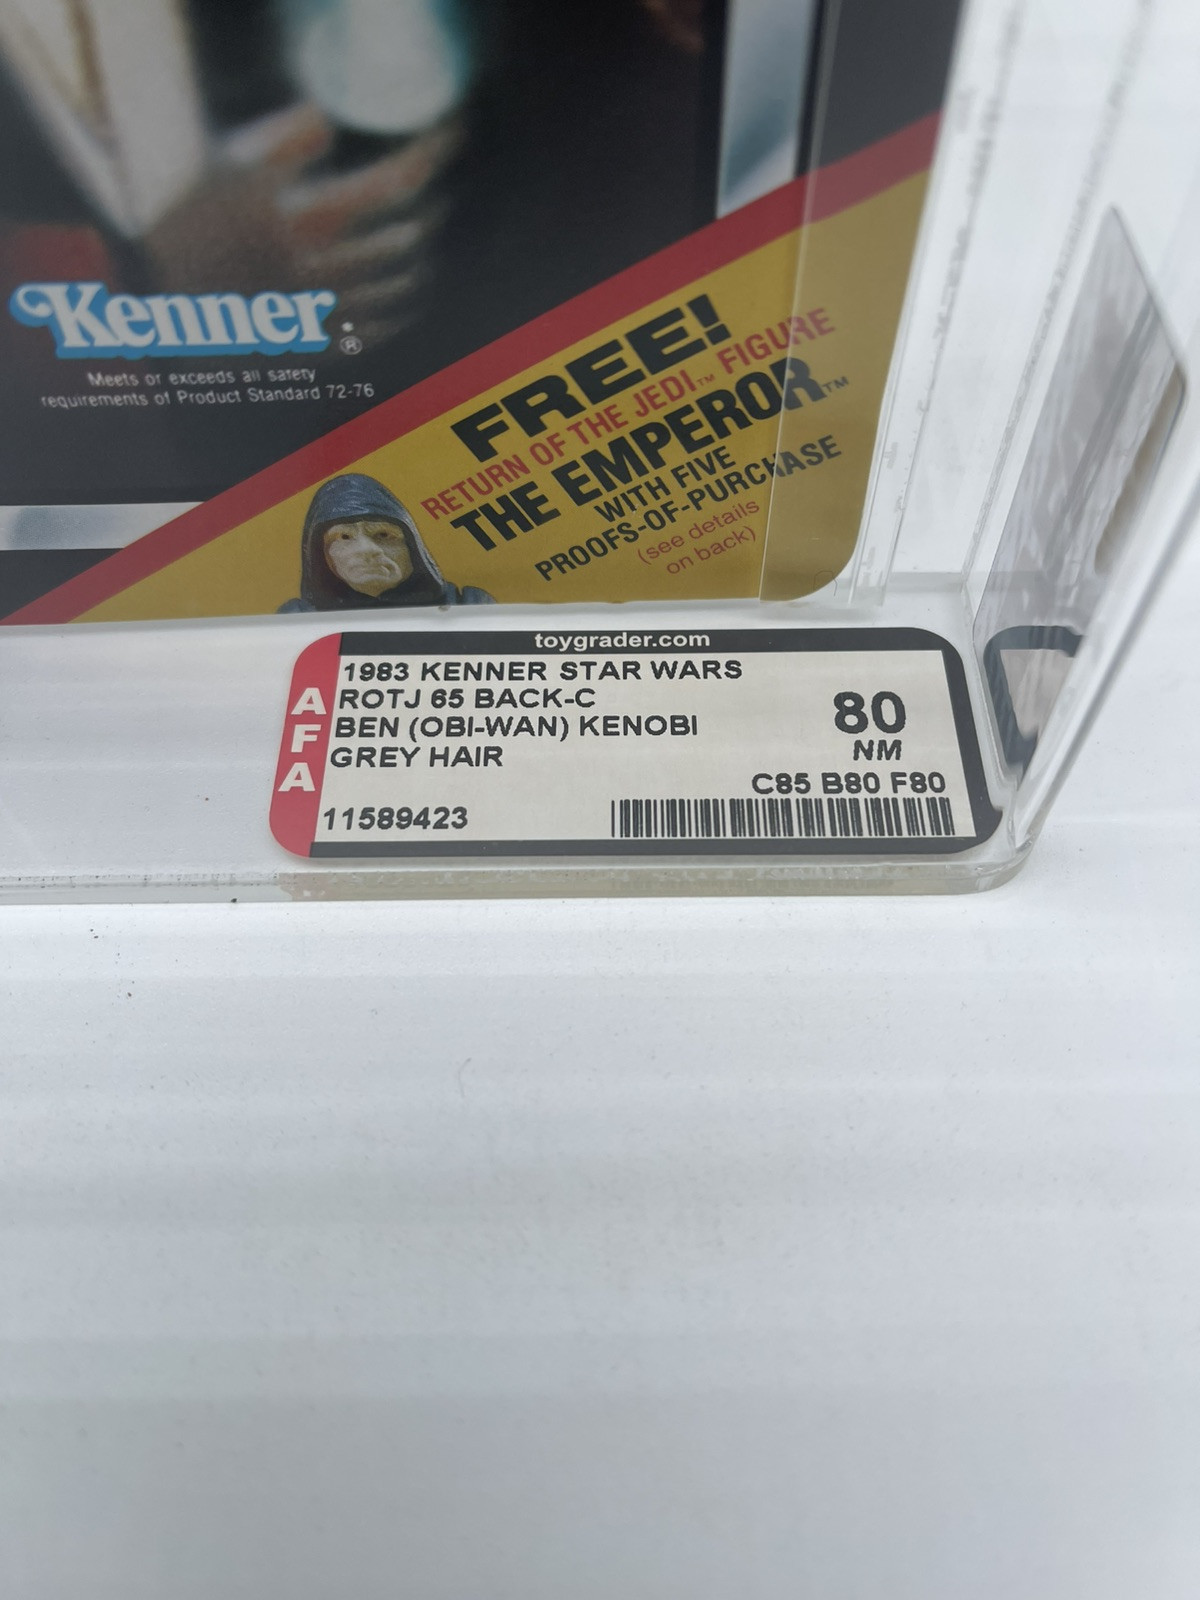 Kenner®
Meets or exceeds all safety
requirements of Product Standard 72-76
FREE!
RETURN OF THE JEDI™ FIGURE
THE EMPEROR™
WITH FIVE
PROOFS-OF-PURCHASE
(see details
on back)
toygrader.com
AFA
1983 KENNER STAR WARS
ROTJ 65 BACK-C
BEN (OBI-WAN) KENOBI
GREY HAIR
80
NM
C85 B80 F80
11589423